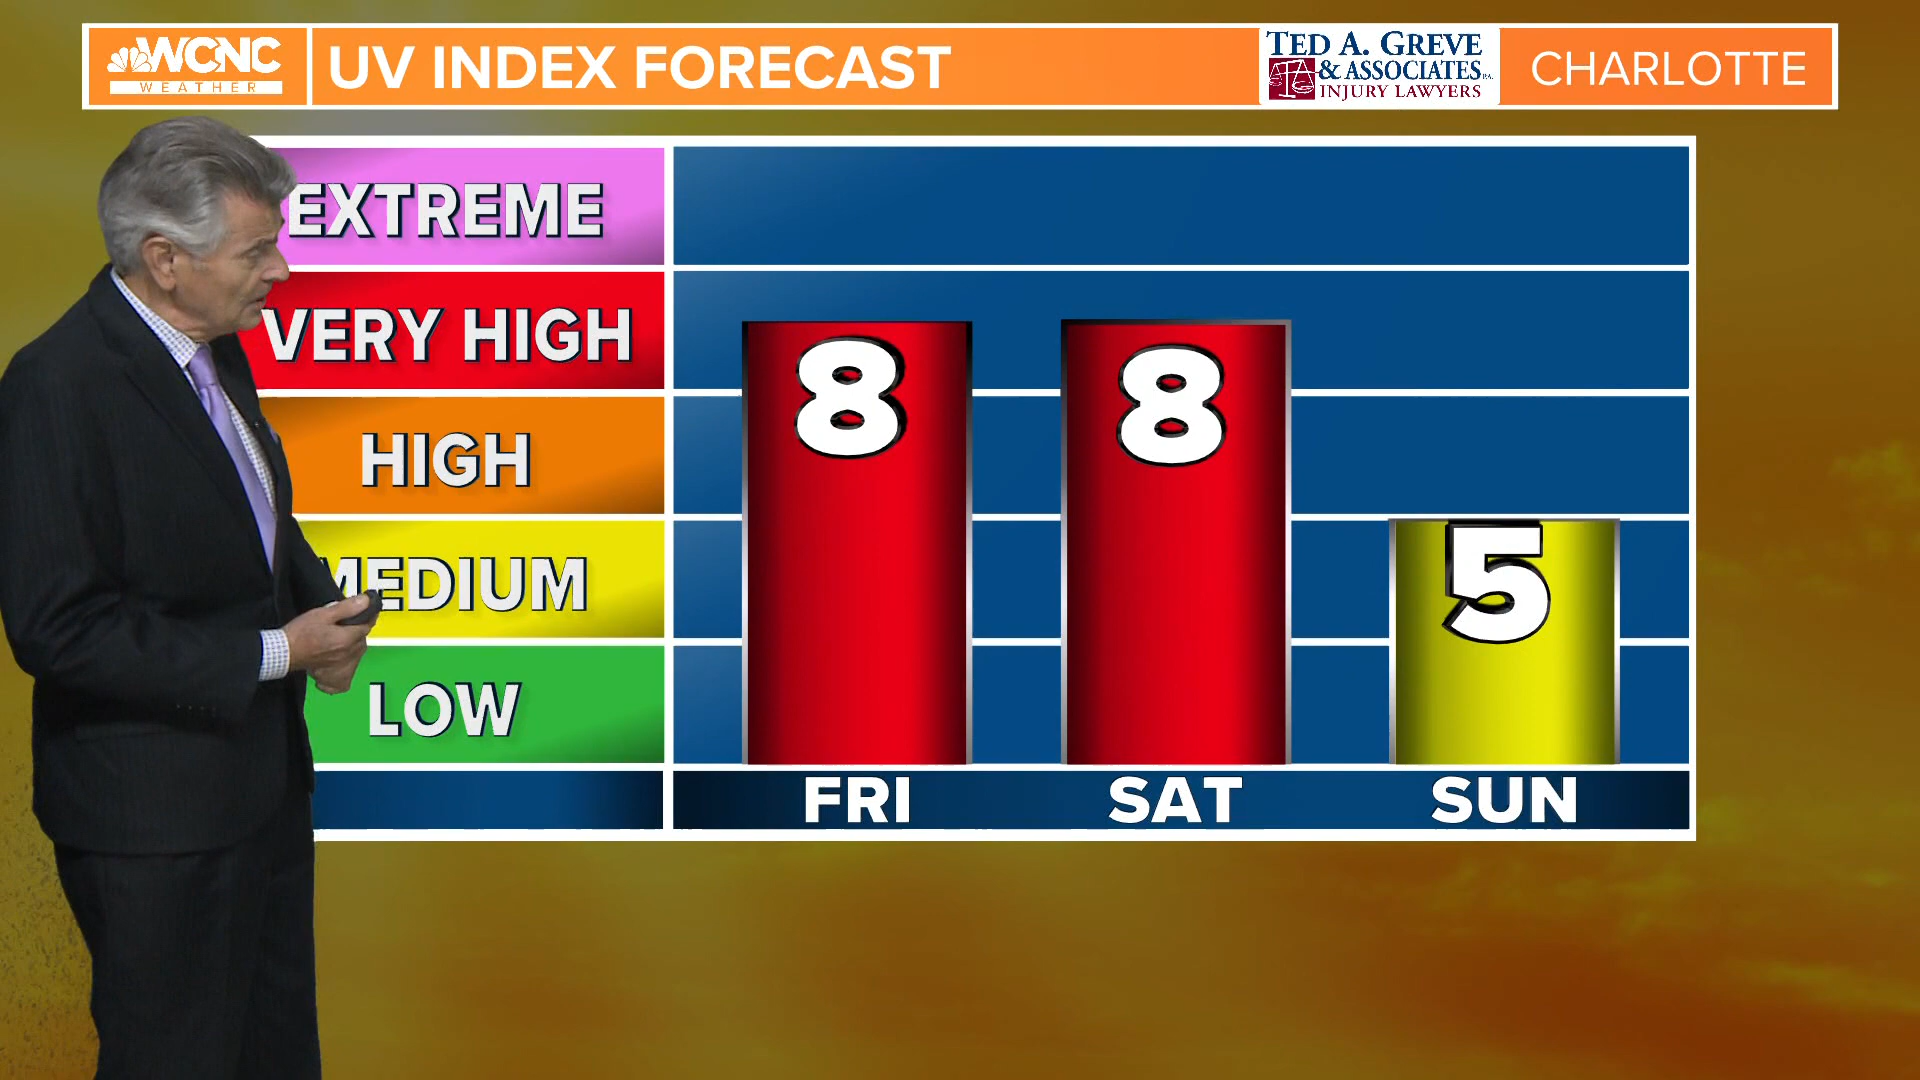 WCNC
WEATHER
UV INDEX FORECAST
TED A. GREVE
& ASSOCIATES P.A.
INJURY LAWYERS
CHARLOTTE
EXTREME
VERY HIGH
HIGH
MEDIUM
LOW
8
8
5
FRI SAT SUN